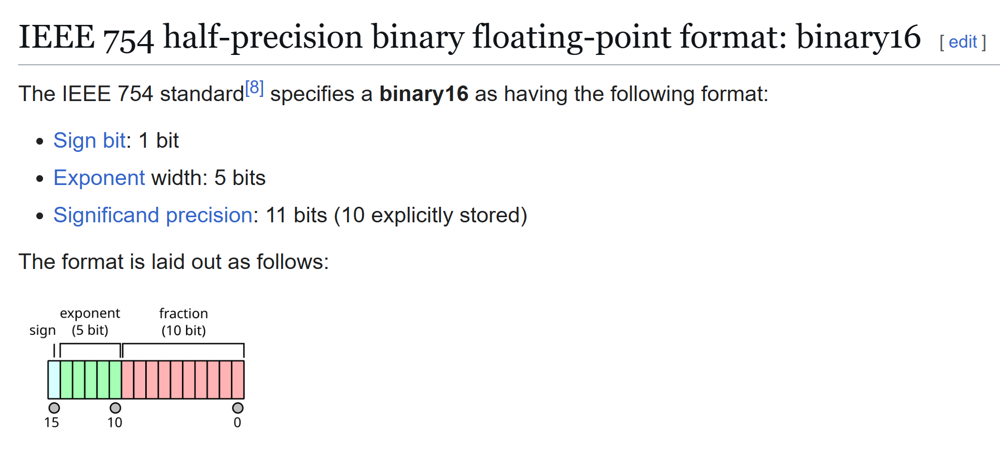 IEEE 754 half-precision binary floating-point format: binary16 [ edit ]
The IEEE 754 standard[8] specifies a binary16 as having the following format:
• Sign bit: 1 bit
• Exponent width: 5 bits
• Significand precision: 11 bits (10 explicitly stored)
The format is laid out as follows:
exponent fraction
sign (5 bit) (10 bit)
15 10 0